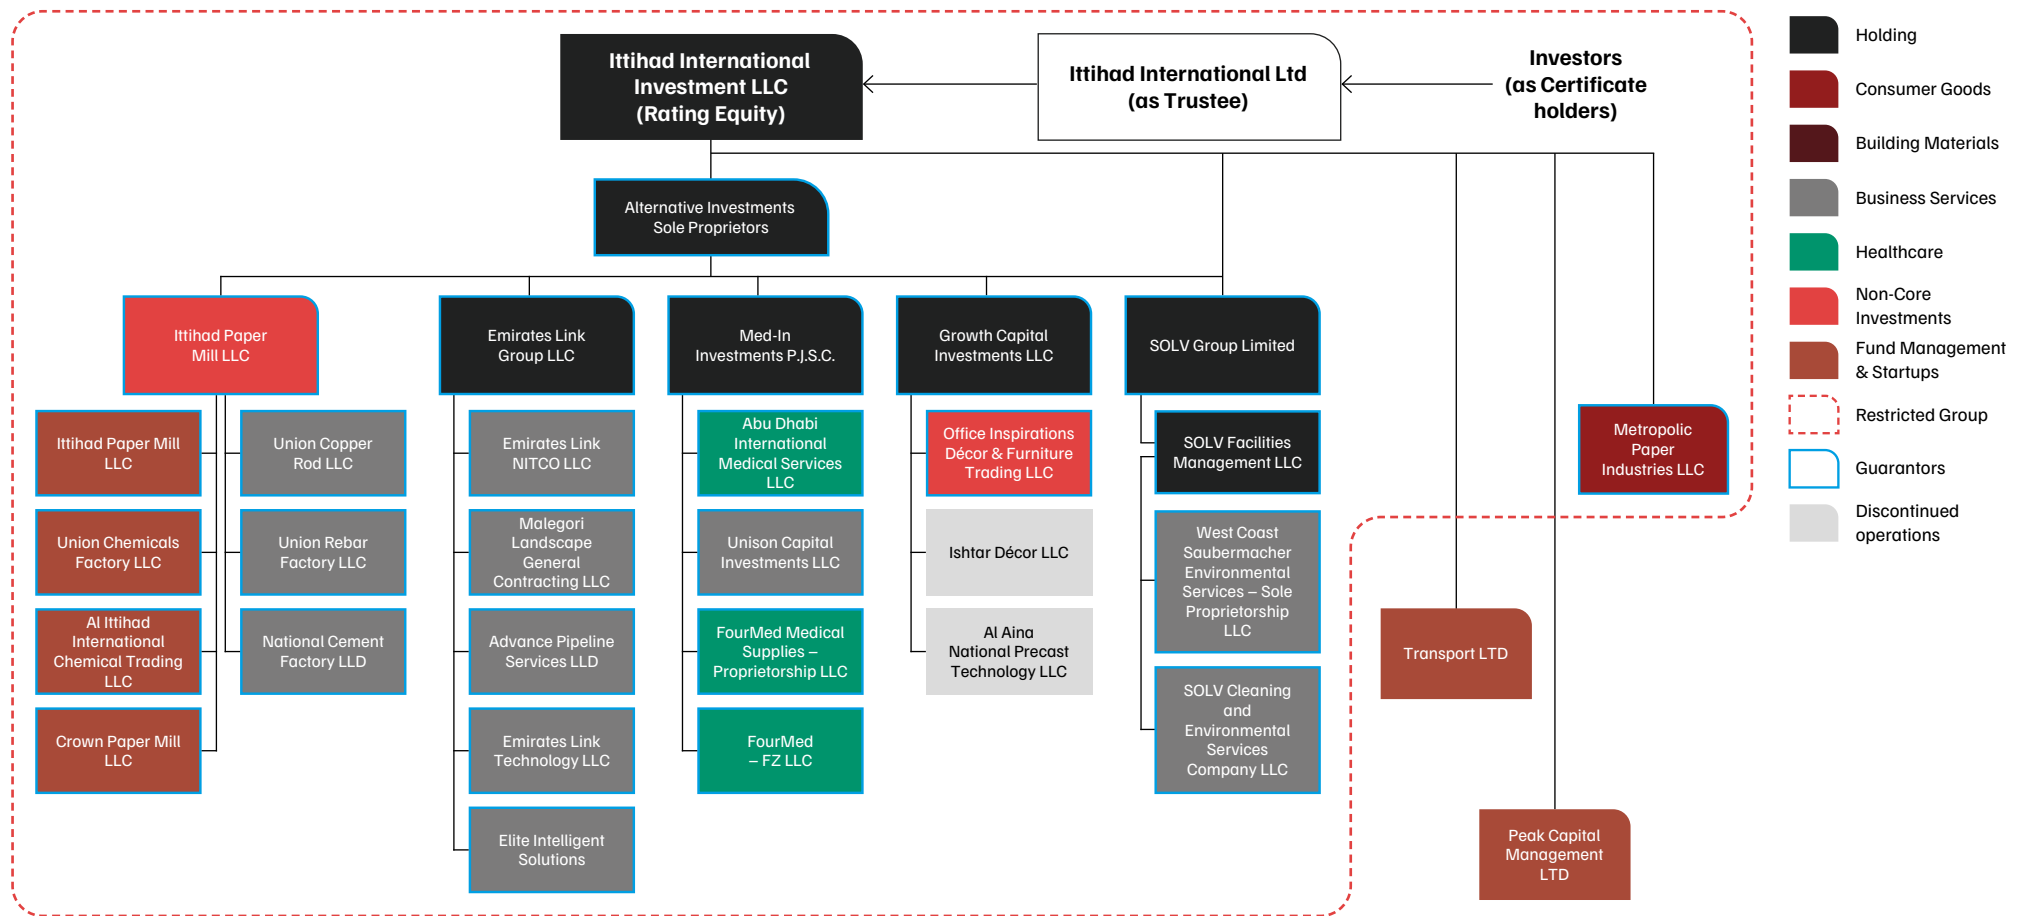 Ittihad International
Investment LLC
(Rating Equity)
Ittihad International Ltd
(as Trustee)
Investors
(as Certificate
holders)
Alternative Investments
Sole Proprietors
Ittihad Paper
Mill LLC
Emirates Link
Group LLC
Med-In
Investments P.J.S.C.
Growth Capital
Investments LLC
SOLV Group Limited
Ittihad Paper Mill
LLC
Union Chemicals
Factory LLC
Al Ittihad
International
Chemical Trading
LLC
Crown Paper Mill
LLC
Union Copper
Rod LLC
Union Rebar
Factory LLC
National Cement
Factory LLD
Emirates Link
NITCO LLC
Malegori
Landscape
General
Contracting LLC
Advance Pipeline
Services LLD
Emirates Link
Technology LLC
Elite Intelligent
Solutions
Abu Dhabi
International
Medical Services
LLC
Unison Capital
Investments LLC
FourMed Medical
Supplies –
Proprietorship LLC
FourMed
– FZ LLC
Office Inspirations
Décor & Furniture
Trading LLC
Ishtar Décor LLC
Al Aina
National Precast
Technology LLC
SOLV Facilities
Management LLC
West Coast
Saubermacher
Environmental
Services – Sole
Proprietorship
LLC
SOLV Cleaning
and
Environmental
Services
Company LLC
Transport LTD
Peak Capital
Management
LTD
Metropolic
Paper
Industries LLC
Holding
Consumer Goods
Building Materials
Business Services
Healthcare
Non-Core
Investments
Fund Management
& Startups
Restricted Group
Guarantors
Discontinued
operations